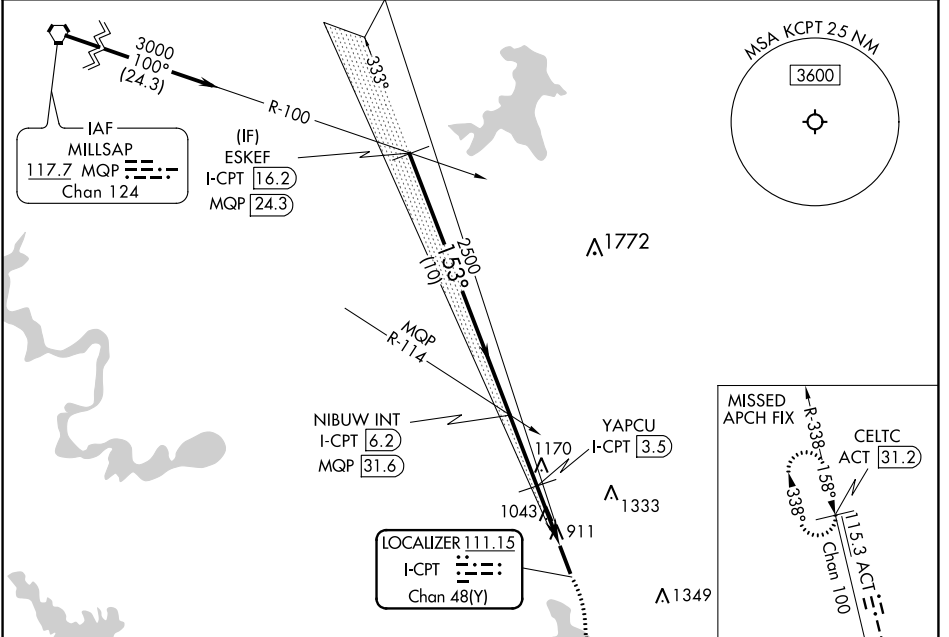 3000
100°
(24.3)
R-100
IAF
MILLSAP
117.7 MQP
Chan 124
(IF)
ESKEF
I-CPT 16.2
MQP 24.3
333°
MSA KCPT 25 NM
3600
1772
2500
153°
(10)
MQP
R-114
NIBUW INT
I-CPT 6.2
MQP 31.6
YAPCU
I-CPT 3.5
1170
1333
1043
911
LOCALIZER 111.15
I-CPT
Chan 48(Y)
1349
MISSED
APCH FIX
R-338
158°
338°
CELTC
ACT 31.2
115.3 ACT
Chan 100